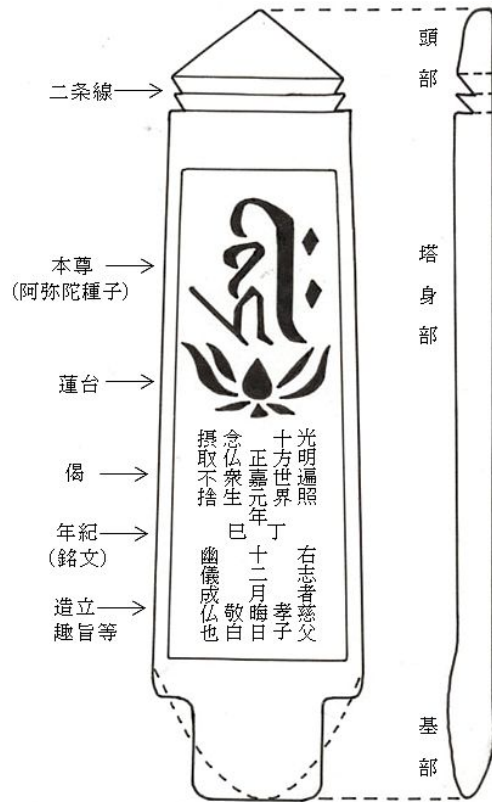 二条線
本尊
(阿弥陀種子)
蓮台
偈
年紀
(銘文)
造立
趣旨等
光明遍照
十方世界
正嘉元年
念仏衆生
摂取不捨
丁
巳
右志者慈父
孝子
十二月晦日
敬白
幽儀成仏也
頭部
塔身部
基部